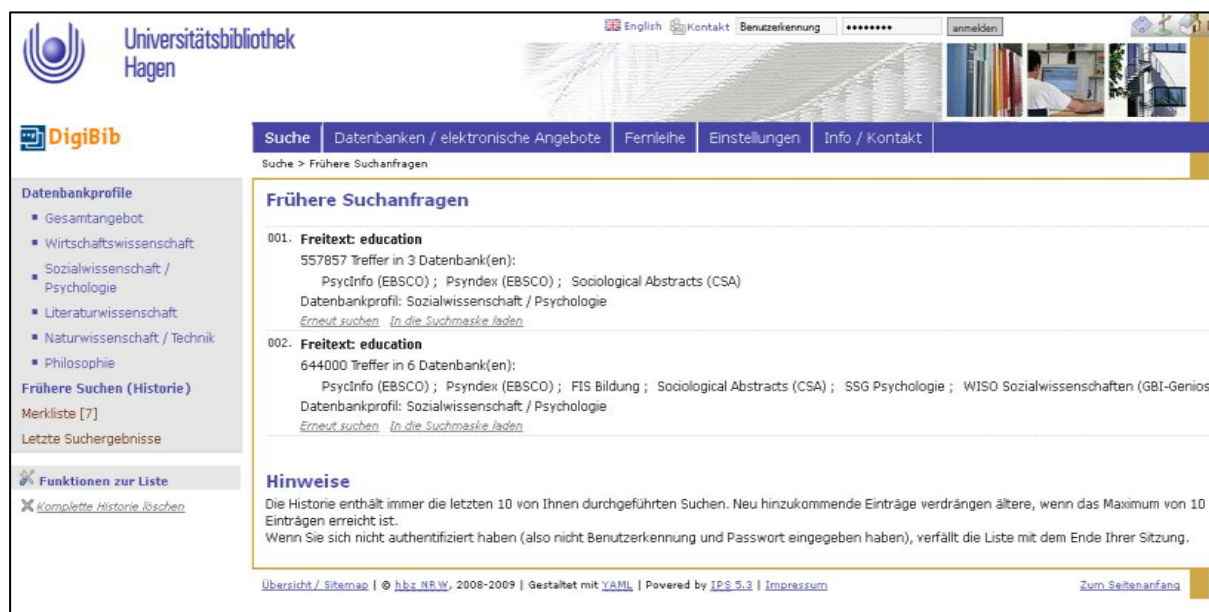 Universitätsbibliothek
Hagen
English Kontakt Benutzerkennung •••••••• anmelden
DigiBib
Suche Datenbanken / elektronische Angebote Fernleihe Einstellungen Info / Kontakt
Suche > Frühere Suchanfragen
Datenbankprofile
Gesamtangebot
Wirtschaftswissenschaft
Sozialwissenschaft /
Psychologie
Literaturwissenschaft
Naturwissenschaft / Technik
Philosophie
Frühere Suchen (Historie)
Merkliste [7]
Letzte Suchergebnisse
Funktionen zur Liste
Komplette Historie löschen
Frühere Suchanfragen
001. Freitext: education
557857 Treffer in 3 Datenbank(en):
PsycInfo (EBSCO) ; Psyndex (EBSCO) ; Sociological Abstracts (CSA)
Datenbankprofil: Sozialwissenschaft / Psychologie
Erneut suchen In die Suchmaske laden
002. Freitext: education
644000 Treffer in 6 Datenbank(en):
PsycInfo (EBSCO) ; Psyndex (EBSCO) ; FIS Bildung ; Sociological Abstracts (CSA) ; SSG Psychologie ; WISO Sozialwissenschaften (GBI-Genios
Datenbankprofil: Sozialwissenschaft / Psychologie
Erneut suchen In die Suchmaske laden
Hinweise
Die Historie enthält immer die letzten 10 von Ihnen durchgeführten Suchen. Neu hinzukommende Einträge verdrängen ältere, wenn das Maximum von 10
Einträgen erreicht ist.
Wenn Sie sich nicht authentifiziert haben (also nicht Benutzerkennung und Passwort eingegeben haben), verfällt die Liste mit dem Ende Ihrer Sitzung.
Übersicht / Sitemap | © hbz NRW, 2008-2009 | Gestaltet mit YAML | Powered by IPS 5.3 | Impressum Zum Seitenanfang